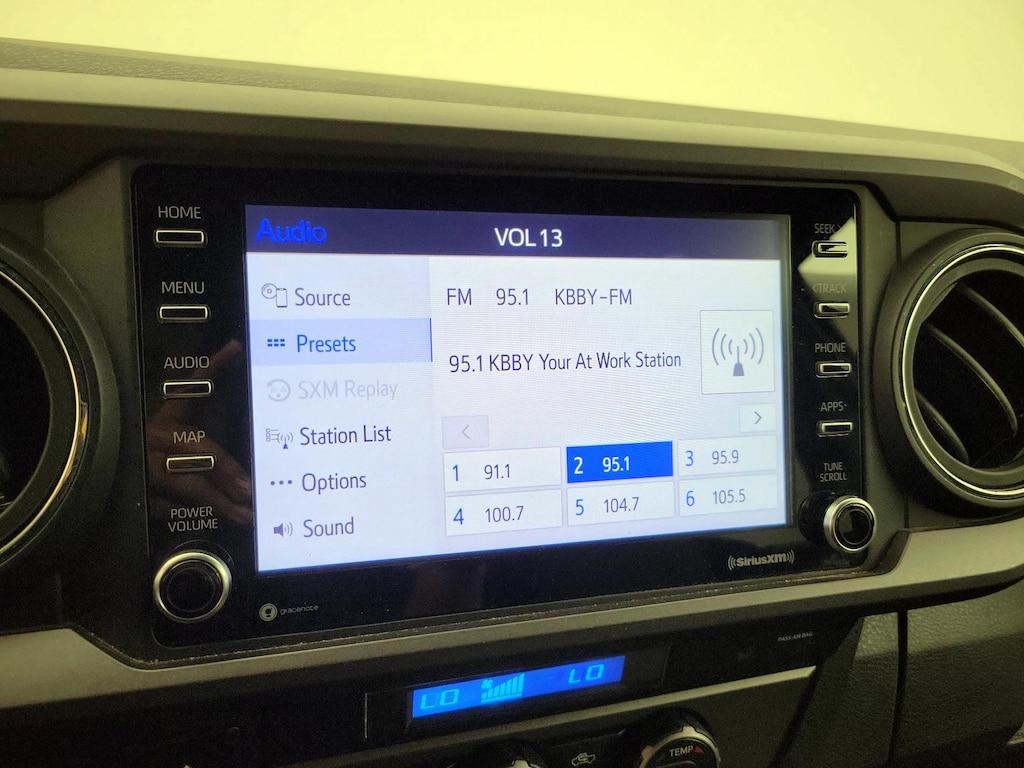 HOME
MENU
AUDIO
MAP
POWER
VOLUME
gracenote
Audio
VOL 13
Source
Presets
SXM Replay
Station List
Options
Sound
FM 95.1 KBBY-FM
95.1 KBBY Your At Work Station
<
>
1 91.1
2 95.1
3 95.9
4 100.7
5 104.7
6 105.5
SEEK >
< TRACK
PHONE
APPS
TUNE
SCROLL
SiriusXM
PASS AIR BAG
LO LO
TEMP